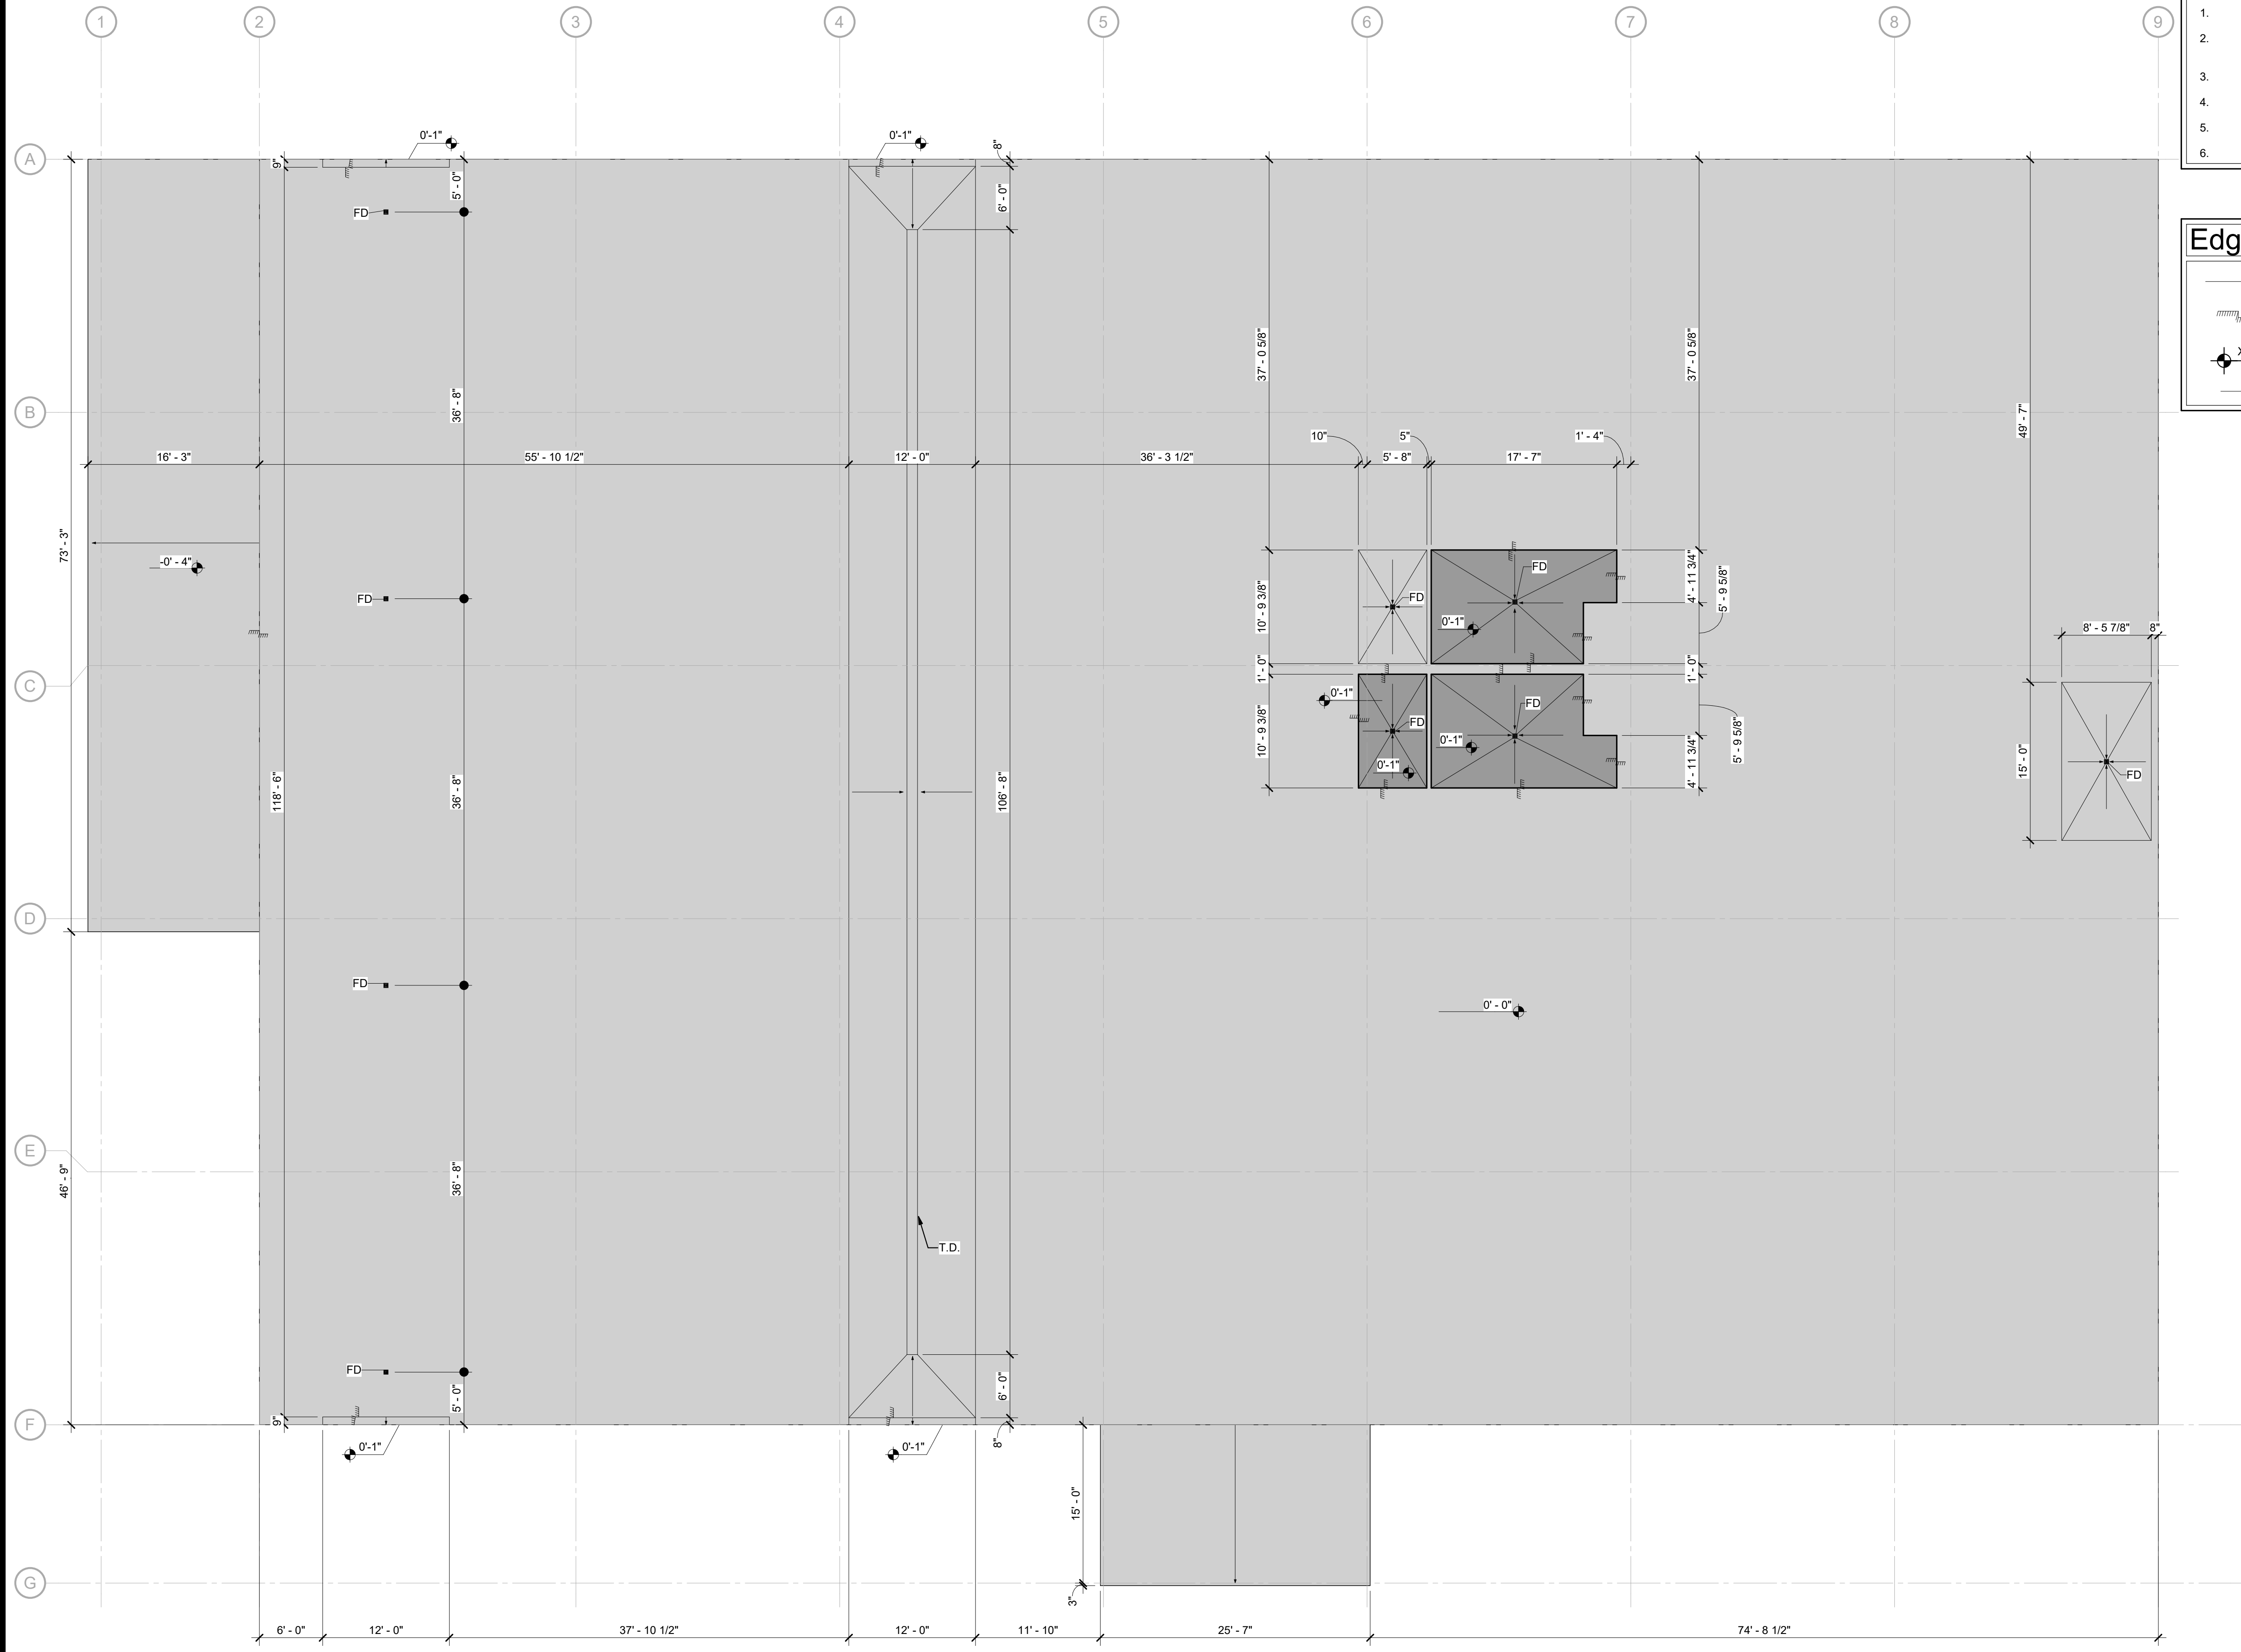 1
2
3
4
5
6
7
8
9
1.
2.
3.
4.
5.
6.
Edg
X
A
B
C
D
E
F
G
0'-1"
0'-1"
9"
8"
5' - 0"
6' - 0"
FD
36' - 8"
37' - 0 5/8"
37' - 0 5/8"
49' - 7"
10"
5"
1' - 4"
16' - 3"
55' - 10 1/2"
12' - 0"
36' - 3 1/2"
5' - 8"
17' - 7"
73' - 3"
-0' - 4"
FD
FD
FD
10' - 9 3/8"
4' - 11 3/4"
5' - 9 5/8"
0'-1"
8' - 5 7/8"
8"
1' - 0"
1' - 0"
0'-1"
FD
FD
10' - 9 3/8"
0'-1"
0'-1"
4' - 11 3/4"
5' - 9 5/8"
15' - 0"
FD
118' - 6"
36' - 8"
106' - 8"
FD
0' - 0"
46' - 9"
36' - 8"
T.D.
FD
5' - 0"
6' - 0"
9"
8"
0'-1"
0'-1"
15' - 0"
3"
6' - 0"
12' - 0"
37' - 10 1/2"
12' - 0"
11' - 10"
25' - 7"
74' - 8 1/2"